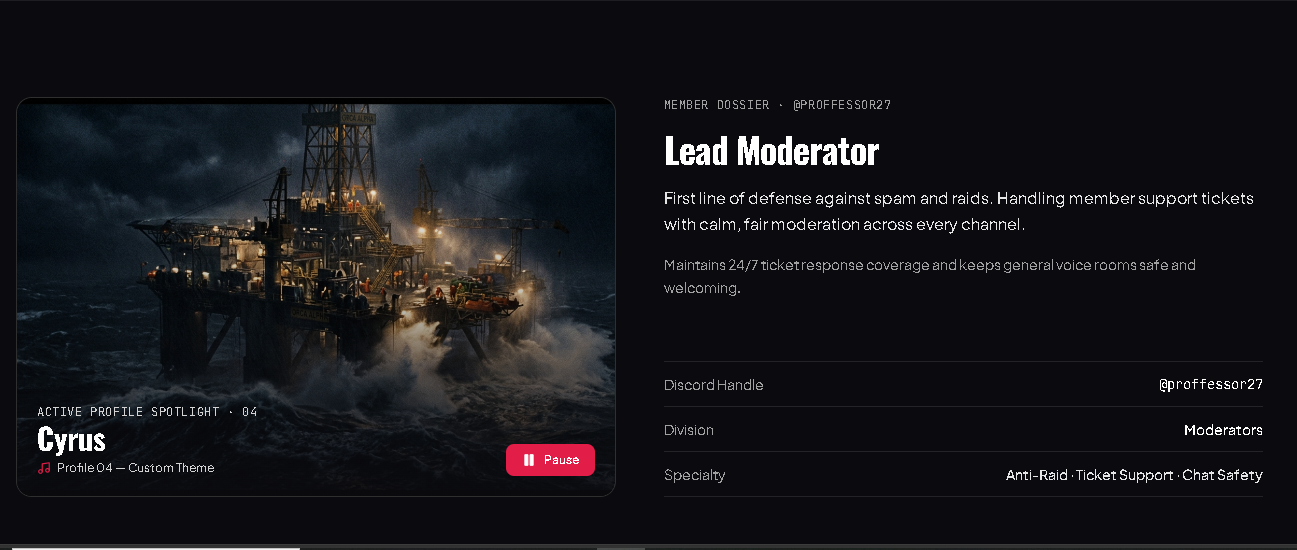 MEMBER DOSSIER · @PROFFESSOR27
Lead Moderator
First line of defense against spam and raids. Handling member support tickets
with calm, fair moderation across every channel.
Maintains 24/7 ticket response coverage and keeps general voice rooms safe and
welcoming.
Discord Handle @proffessor27
Division Moderators
Specialty Anti-Raid · Ticket Support · Chat Safety
ACTIVE PROFILE SPOTLIGHT · 04
Cyrus
Profile 04 — Custom Theme
Pause